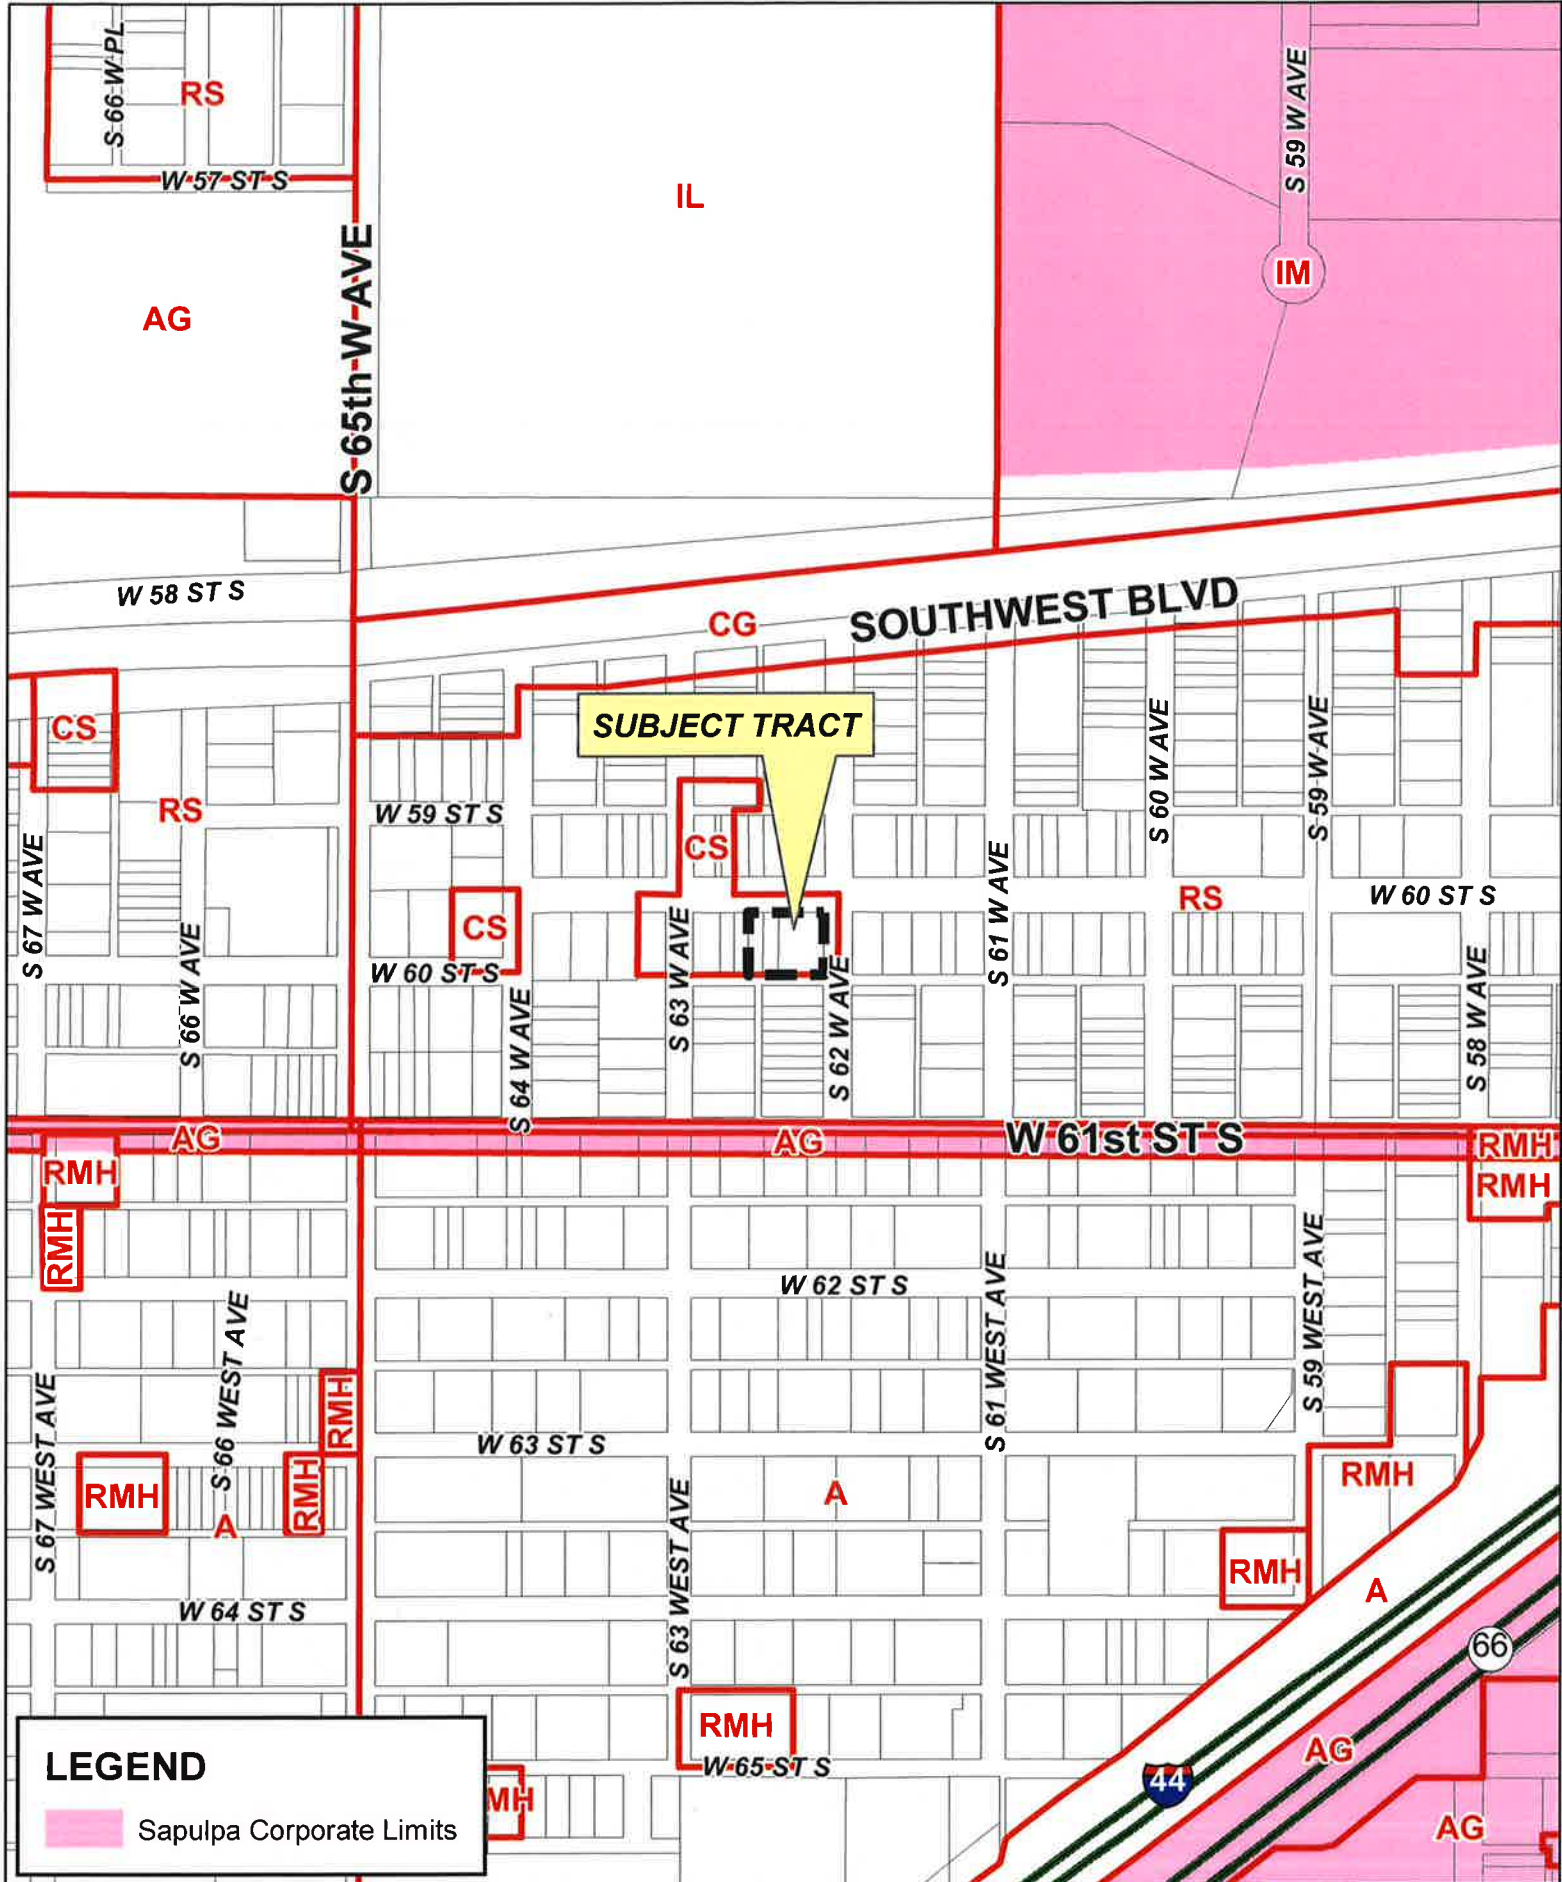 S 66 W PL
RS
W 57 ST S
S 59 W AVE
IL
IM
AG
S 65th W AVE
W 58 ST S
CG
SOUTHWEST BLVD
SUBJECT TRACT
CS
RS
W 59 ST S
CS
S 60 W AVE
S 59 W AVE
S 67 W AVE
S 66 W AVE
CS
W 60 ST S
S 64 W AVE
S 63 W AVE
S 62 W AVE
S 61 W AVE
RS
W 60 ST S
S 58 W AVE
AG
AG
W 61st ST S
RMH
RMH
RMH
RMH
W 62 ST S
S 61 WEST AVE
S 59 WEST AVE
S 67 WEST AVE
S 66 WEST AVE
RMH
W 63 ST S
RMH
RMH
RMH
A
A
S 63 WEST AVE
RMH
A
W 64 ST S
66
RMH
W 65 ST S
AG
44
MH
AG
LEGEND
Sapulpa Corporate Limits